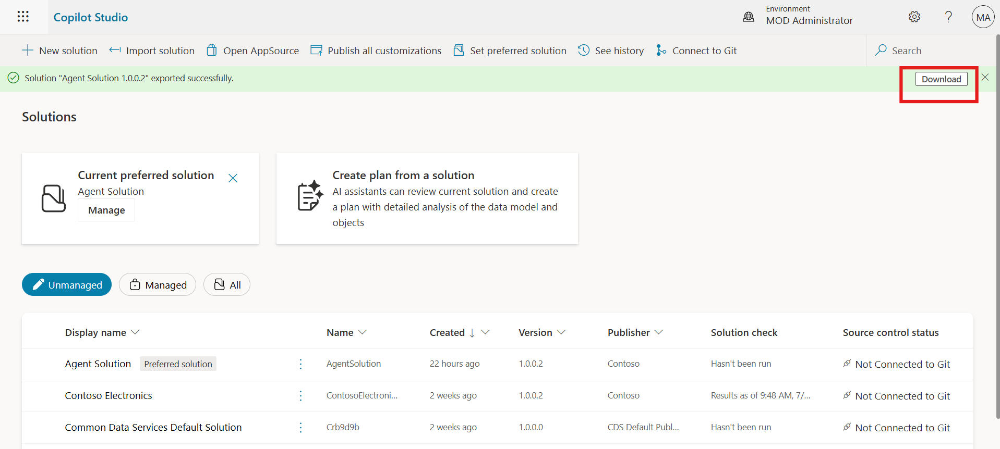 Copilot Studio
Environment
MOD Administrator
?
MA
New solution
Import solution
Open AppSource
Publish all customizations
Set preferred solution
See history
Connect to Git
Search
Solution "Agent Solution 1.0.0.2" exported successfully.
Download
Solutions
Current preferred solution
Agent Solution
Manage
Create plan from a solution
AI assistants can review current solution and create
a plan with detailed analysis of the data model and
objects
Unmanaged
Managed
All
Display name Name Created Version Publisher Solution check Source control status
Agent Solution Preferred solution AgentSolution 22 hours ago 1.0.0.2 Contoso Hasn't been run Not Connected to Git
Contoso Electronics ContosoElectroni... 2 weeks ago 1.0.0.2 Contoso Results as of 9:48 AM, 7/... Not Connected to Git
Common Data Services Default Solution Crb9d9b 2 weeks ago 1.0.0.0 CDS Default Publ... Hasn't been run Not Connected to Git